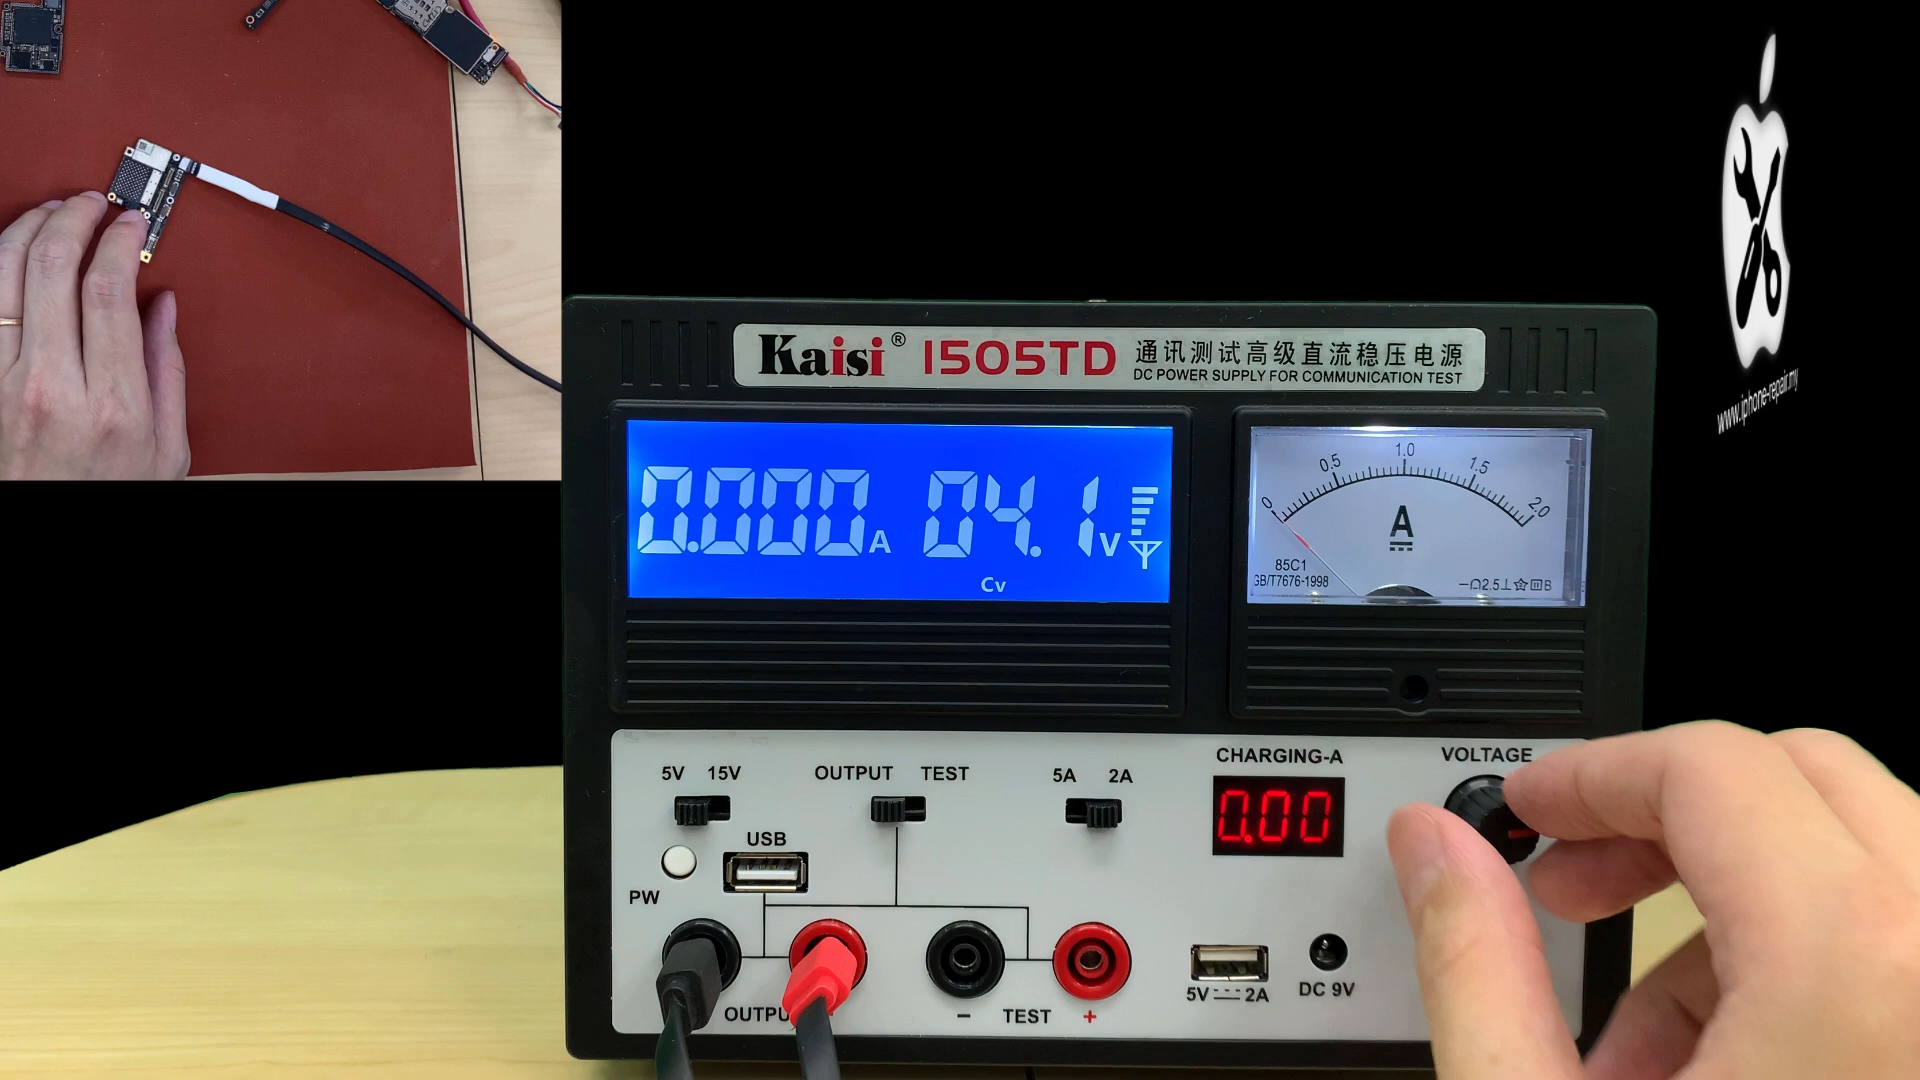 Kaisi® 1505TD 通讯测试高级直流稳压电源
DC POWER SUPPLY FOR COMMUNICATION TEST
www.iphone-repair.my
0.000A 04.1V
Cv
0 0.5 1.0 1.5 2.0
A
85C1
GB/T7676-1998
2.5
B
CHARGING-A
VOLTAGE
5V 15V
OUTPUT TEST
5A 2A
0.00
USB
PW
OUTPU
− TEST +
5V 2A
DC 9V